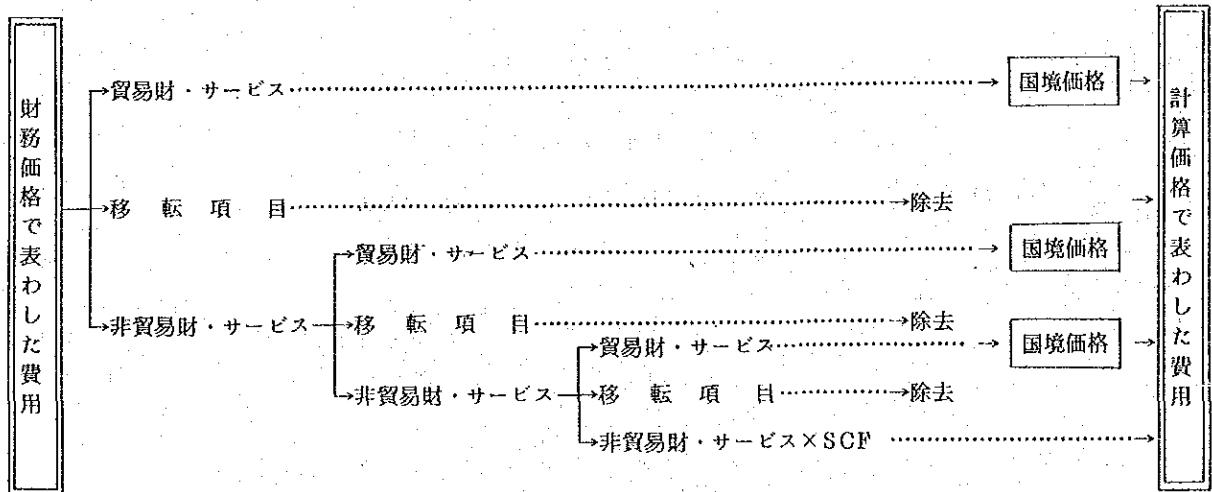 財務価格で表わした費用
貿易財・サービス 国境価格
移転項目 除去
貿易財・サービス 国境価格
非貿易財・サービス 移転項目 除去
貿易財・サービス 国境価格
非貿易財・サービス 移転項目 除去
非貿易財・サービス×SCF
計算価格で表わした費用